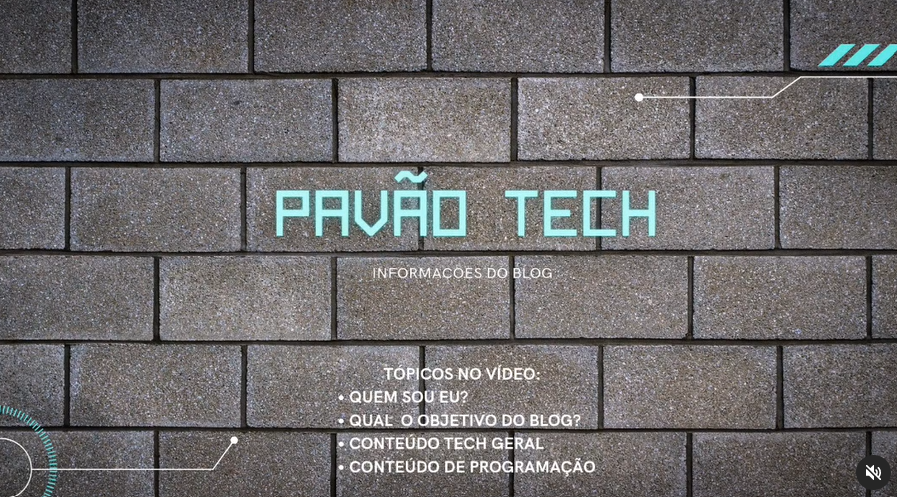 PAVÃO TECH
INFORMAÇÕES DO BLOG
TÓPICOS NO VÍDEO:
• QUEM SOU EU?
• QUAL O OBJETIVO DO BLOG?
• CONTEÚDO TECH GERAL
• CONTEÚDO DE PROGRAMAÇÃO